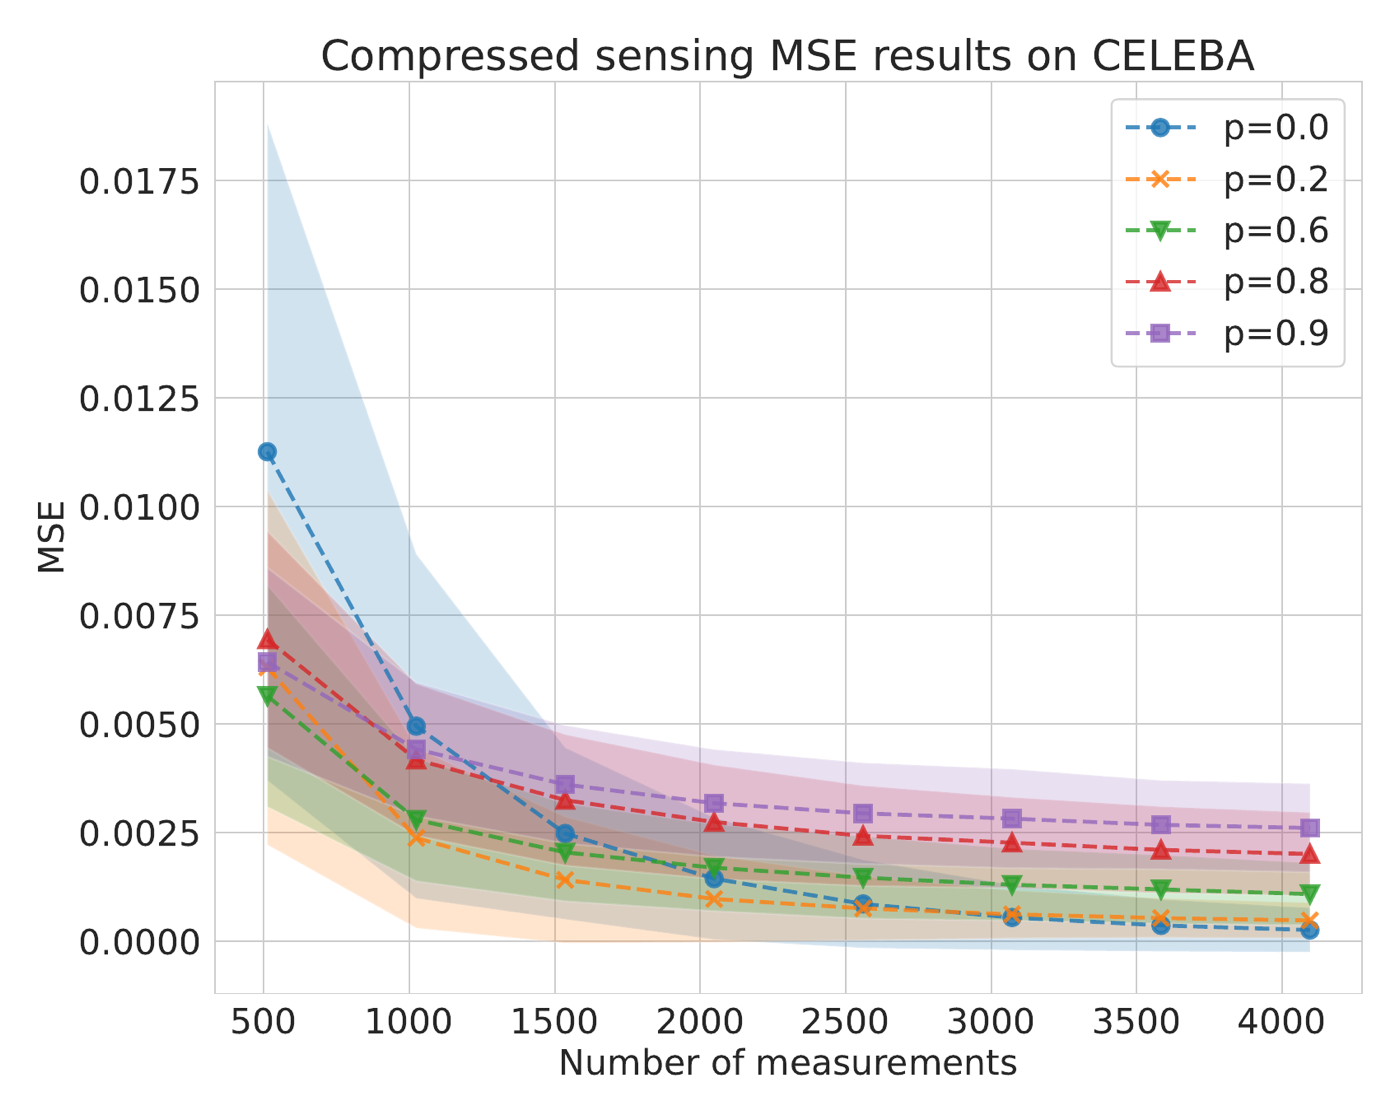 Compressed sensing MSE results on CELEBA
p=0.0
p=0.2
p=0.6
p=0.8
p=0.9
MSE
0.0175
0.0150
0.0125
0.0100
0.0075
0.0050
0.0025
0.0000
500 1000 1500 2000 2500 3000 3500 4000
Number of measurements